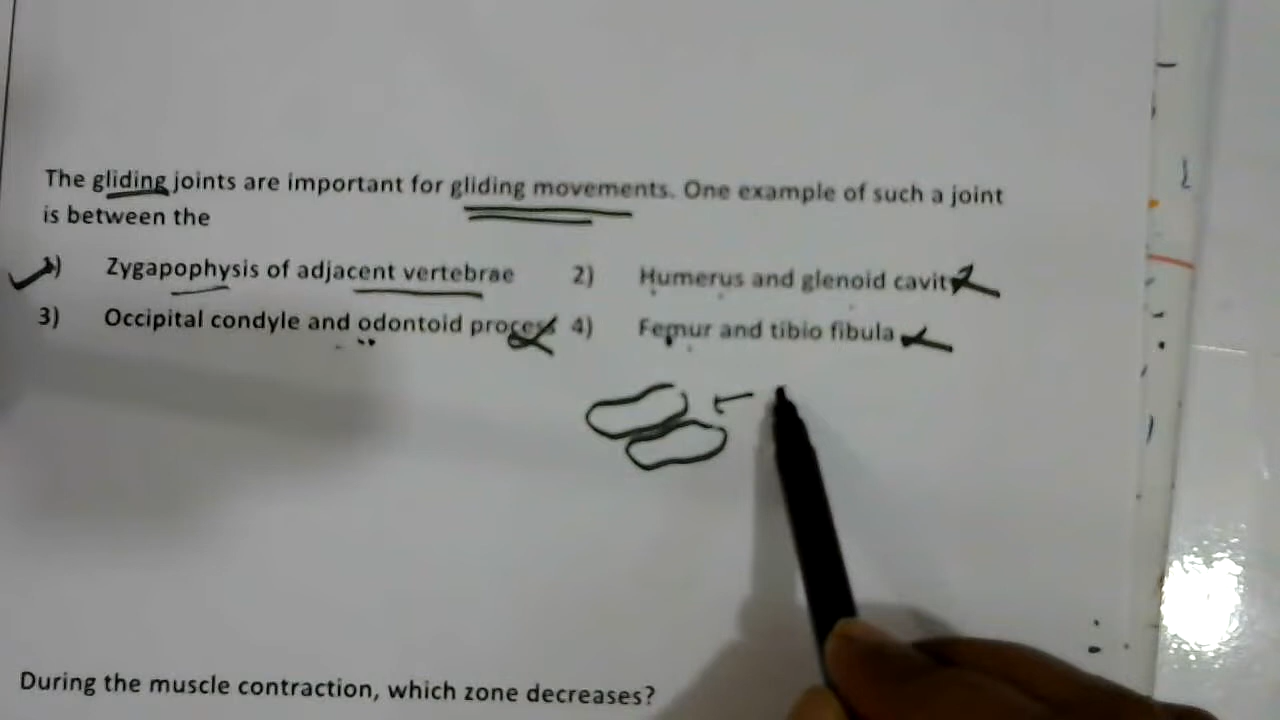 The gliding joints are important for gliding movements. One example of such a joint
is between the
1) Zygapophysis of adjacent vertebrae 2) Humerus and glenoid cavity
3) Occipital condyle and odontoid process 4) Femur and tibio fibula
During the muscle contraction, which zone decreases?